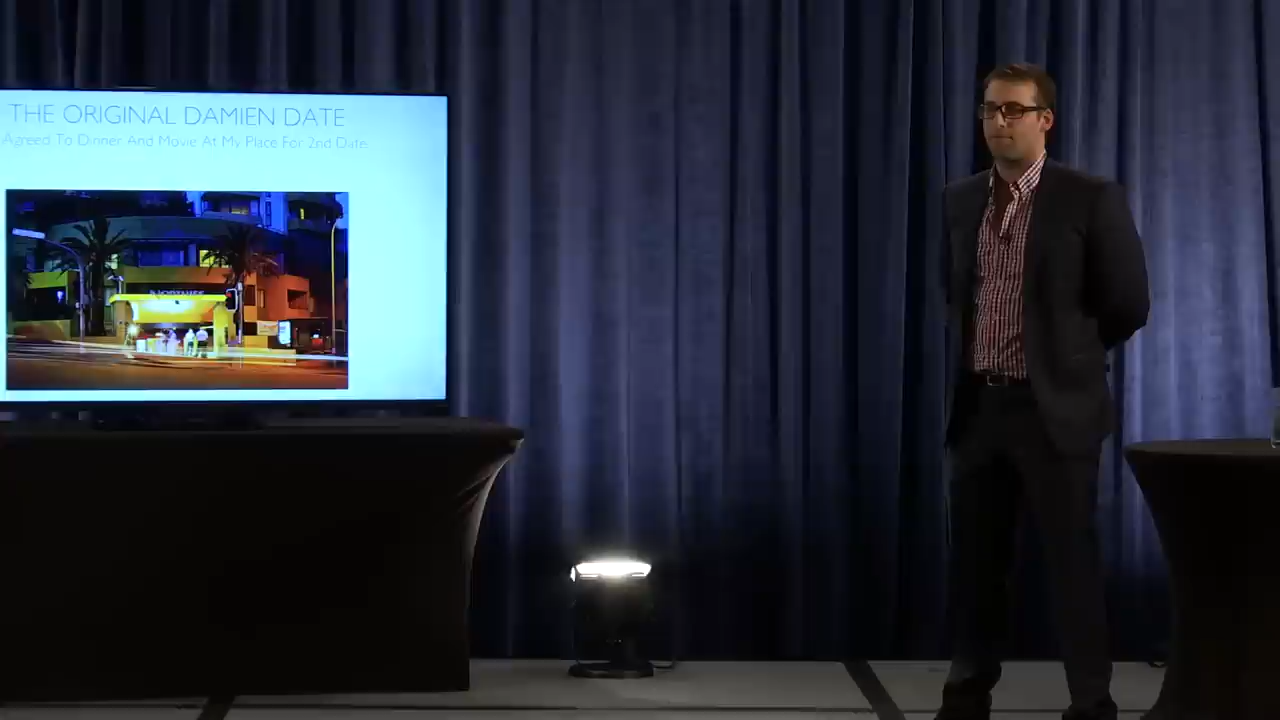 THE ORIGINAL DAMIEN DATE
Agreed To Dinner And Movie At My Place For 2nd Date